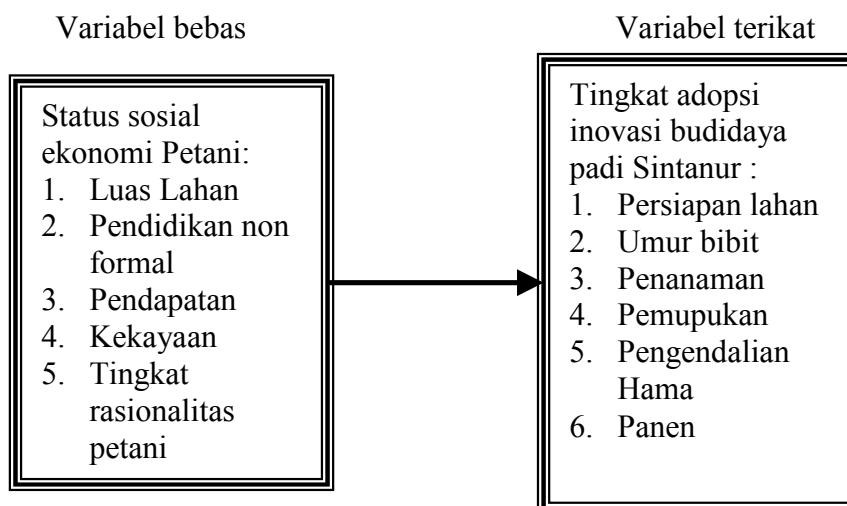 Variabel bebas
Variabel terikat
Status sosial
ekonomi Petani:
1. Luas Lahan
2. Pendidikan non
formal
3. Pendapatan
4. Kekayaan
5. Tingkat
rasionalitas
petani
Tingkat adopsi
inovasi budidaya
padi Sintanur :
1. Persiapan lahan
2. Umur bibit
3. Penanaman
4. Pemupukan
5. Pengendalian
Hama
6. Panen